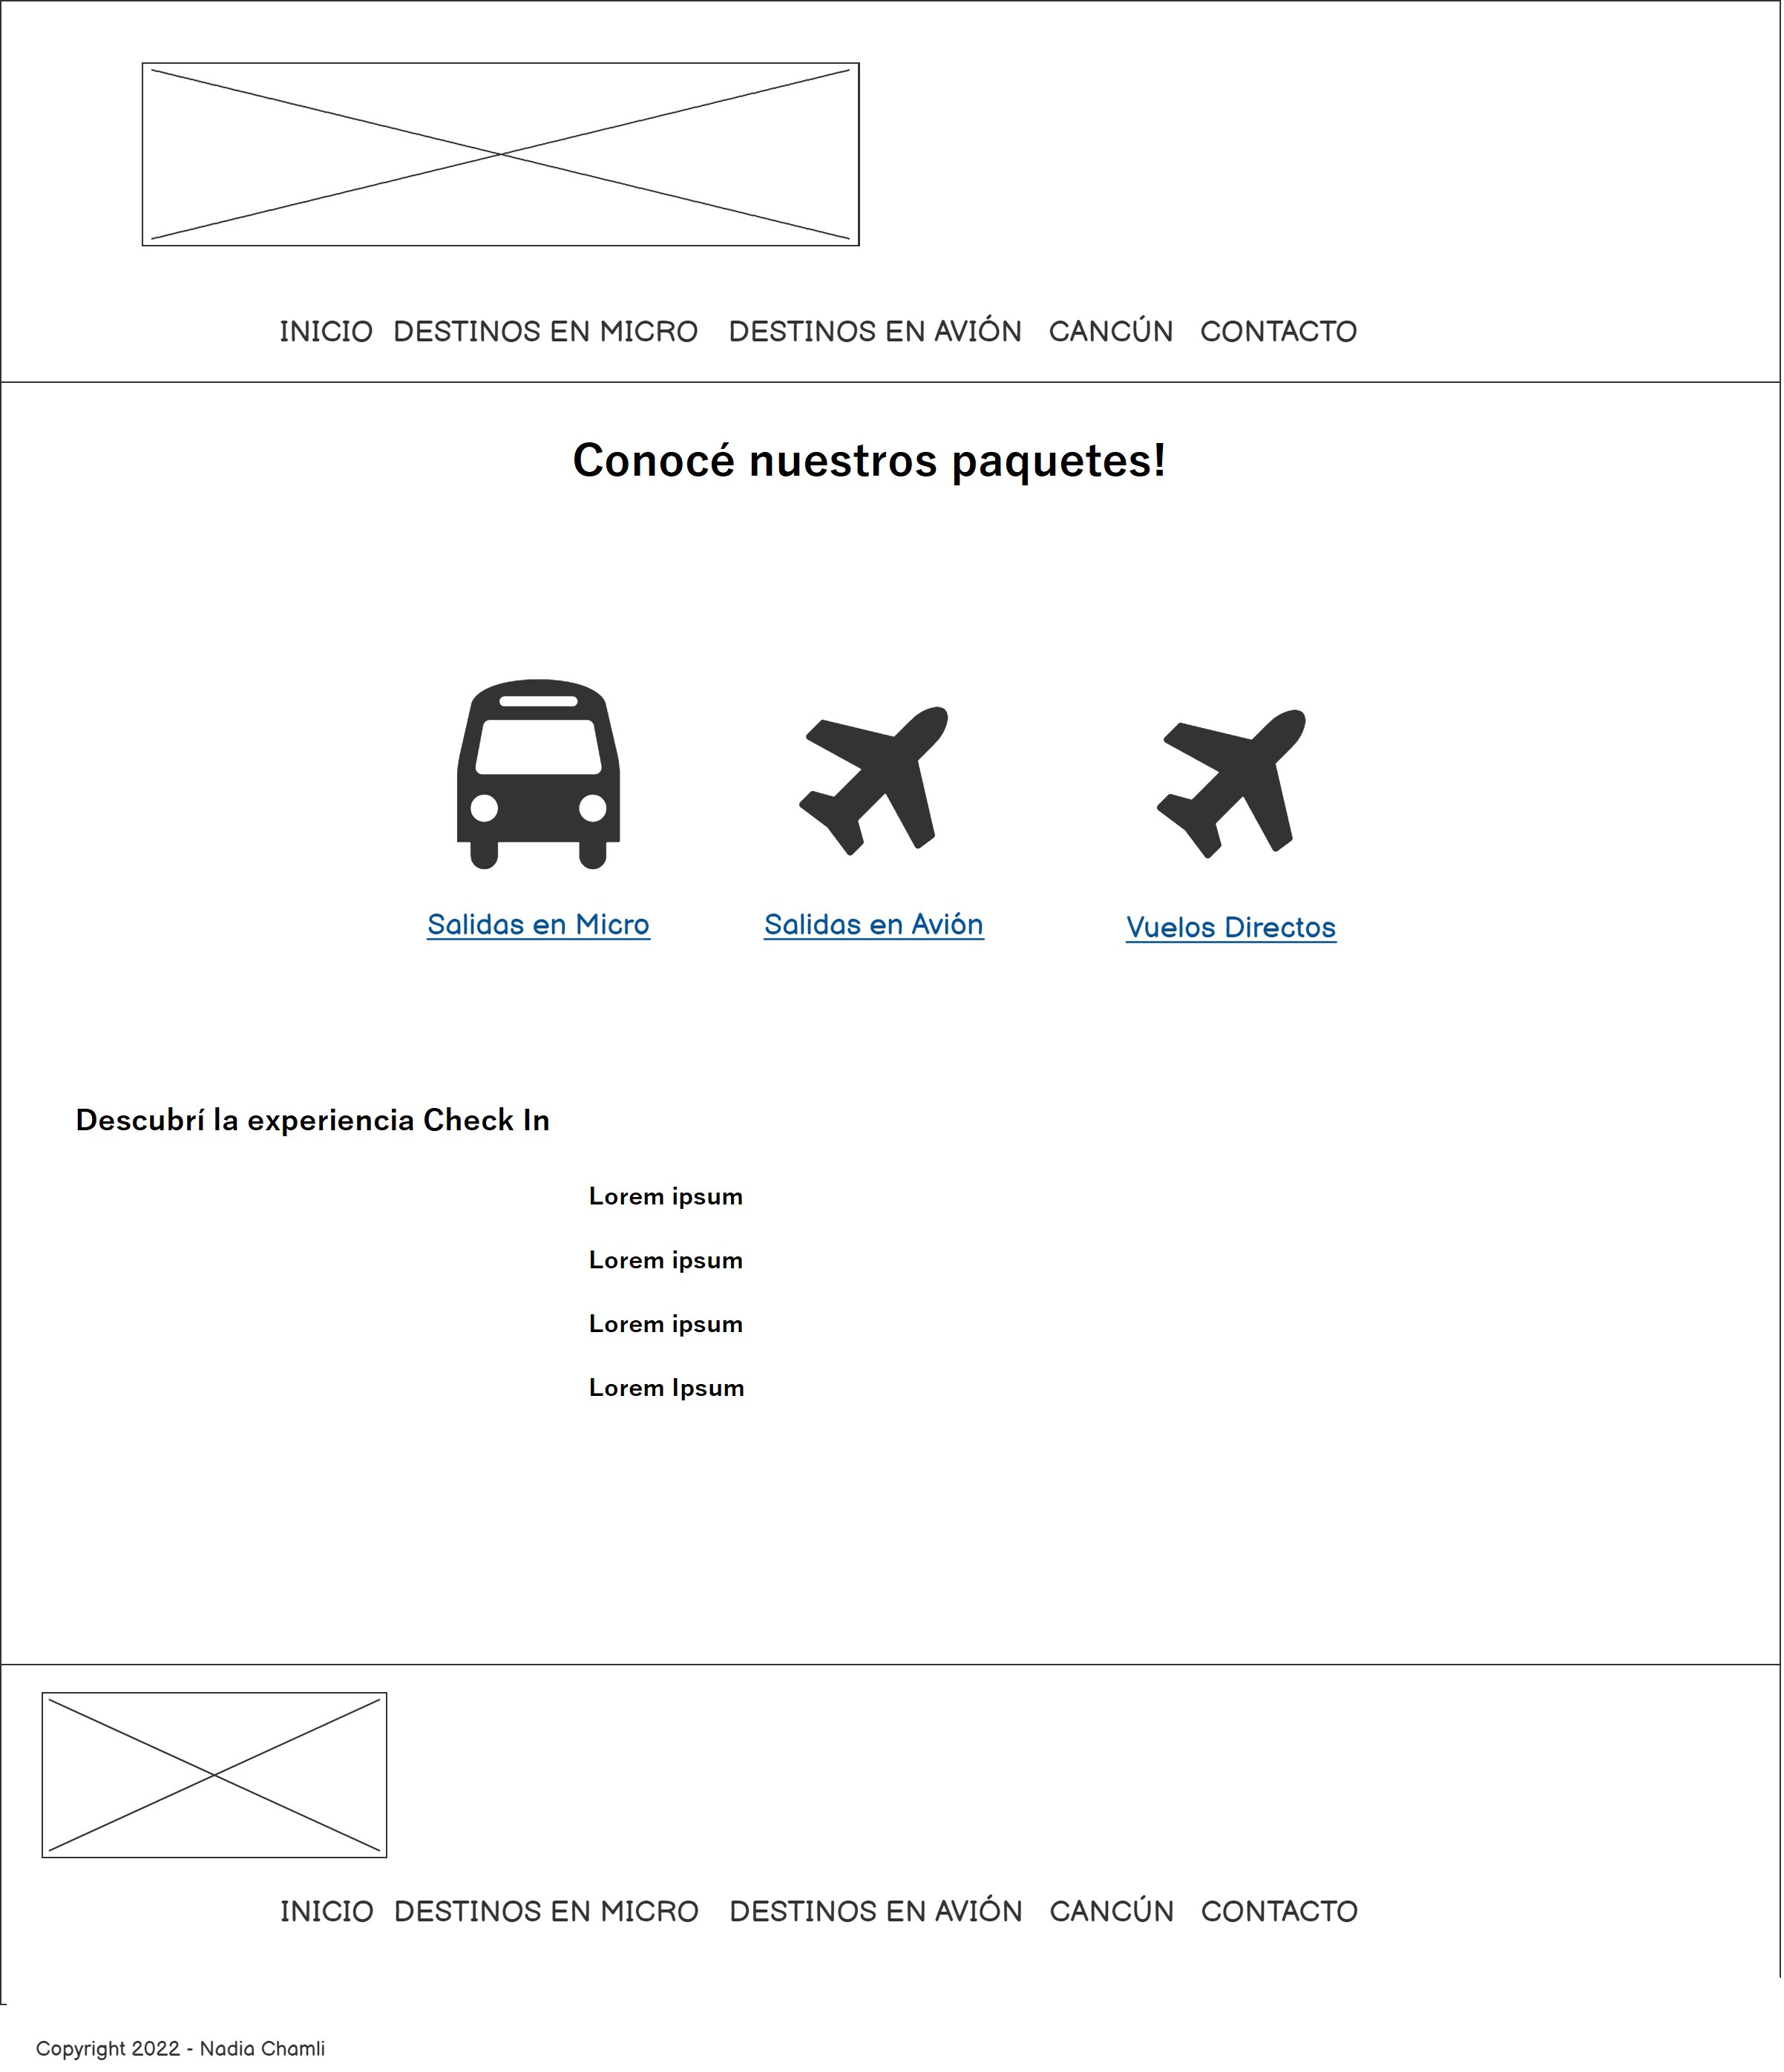 INICIO DESTINOS EN MICRO DESTINOS EN AVIÓN CANCÚN CONTACTO
Conocé nuestros paquetes!
Salidas en Micro Salidas en Avión Vuelos Directos
Descubrí la experiencia Check In
Lorem ipsum
Lorem ipsum
Lorem ipsum
Lorem Ipsum
INICIO DESTINOS EN MICRO DESTINOS EN AVIÓN CANCÚN CONTACTO
Copyright 2022 - Nadia Chamli